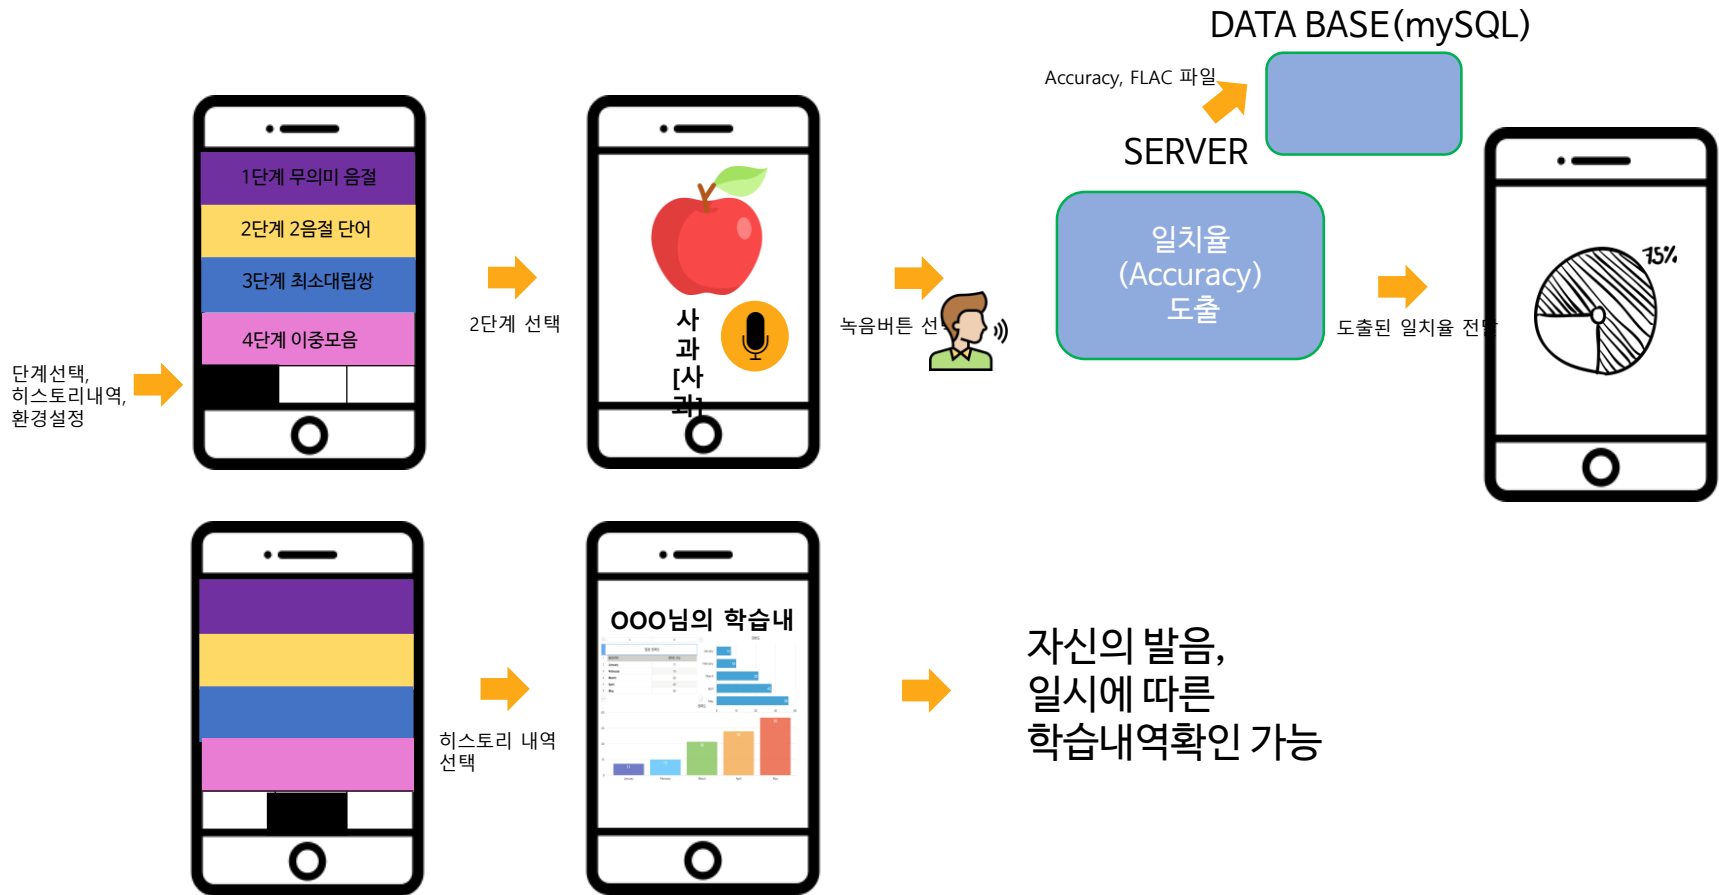 DATA BASE(mySQL)
Accuracy, FLAC 파일
SERVER
1단계 무의미 음절
2단계 2음절 단어
3단계 최소대립쌍
4단계 이중모음
단계선택,
히스토리내역,
환경설정
2단계 선택
사
과
[사
과]
녹음버튼
일치율
(Accuracy)
도출
도출된 일치율
75%
히스토리 내역
선택
OOO님의 학습내
자신의 발음,
일시에 따른
학습내역확인 가능